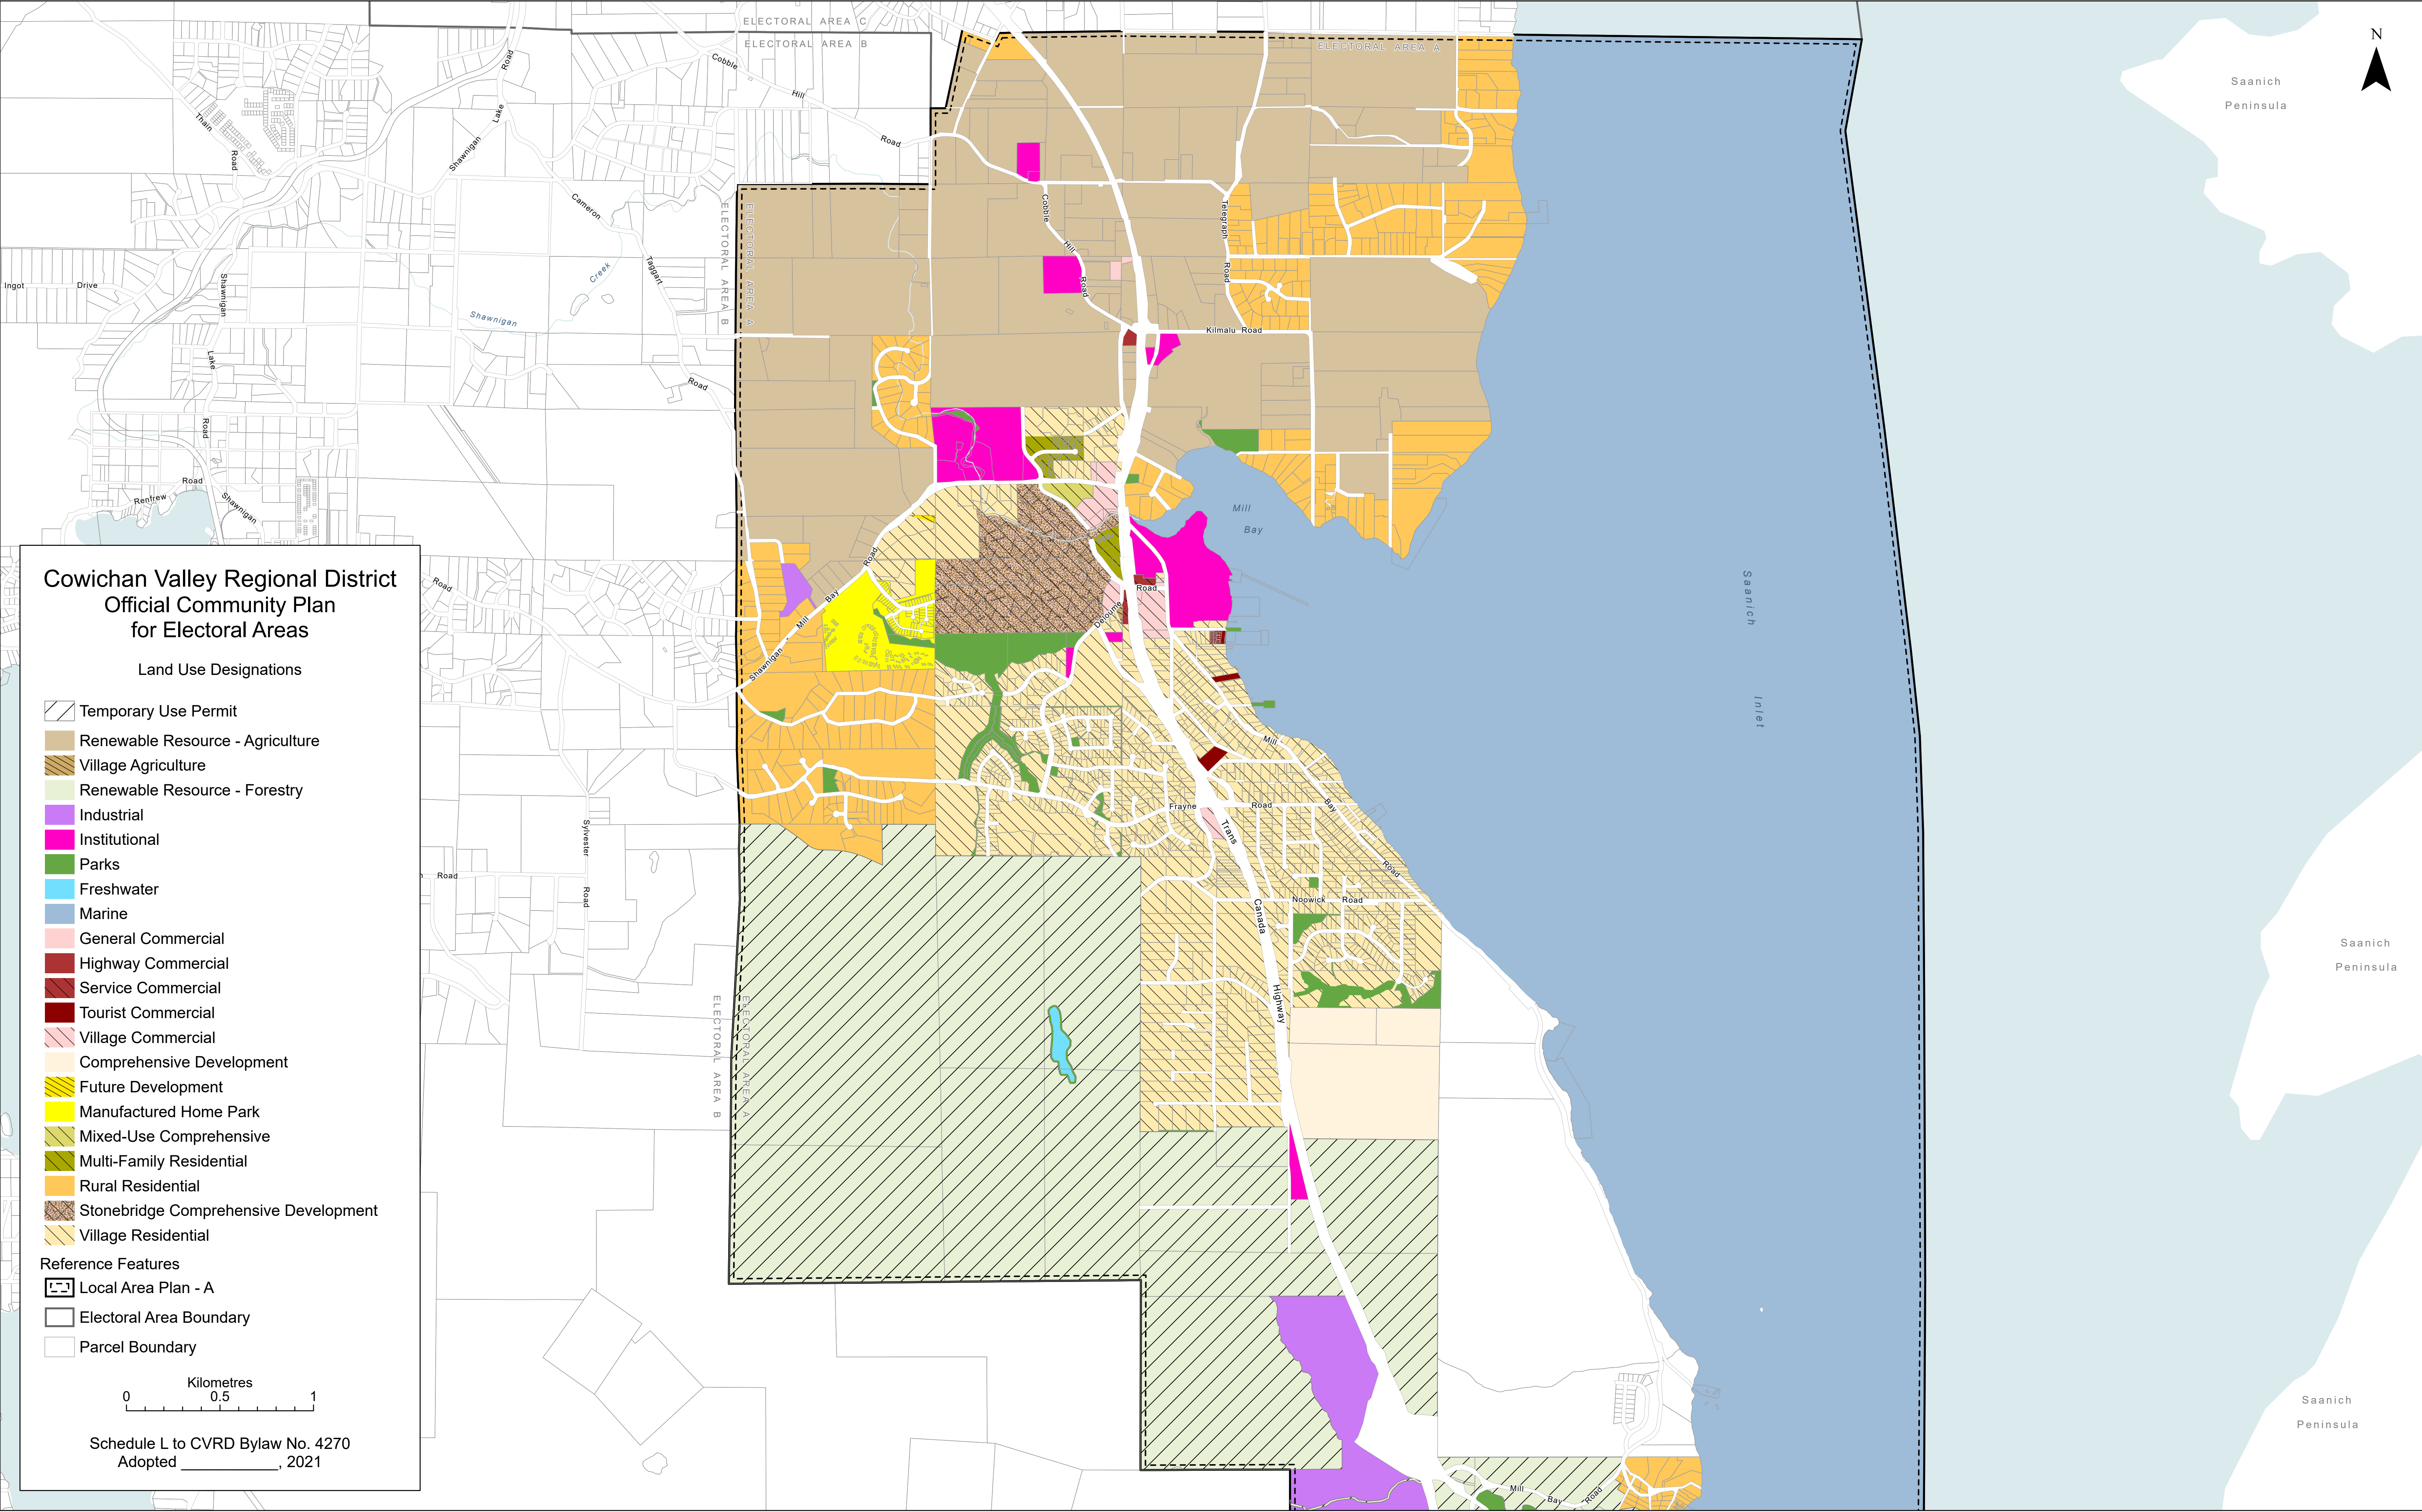 ELECTORAL AREA C
ELECTORAL AREA B
ELECTORAL AREA A
N
Saanich
Peninsula
Cobble
Hill
Road
Road
Lake
Shawnigan
Thain
Road
Cameron
Creek
Shawnigan
Taggart
Road
ELECTORAL AREA B
ELECTORAL AREA A
Cobble
Hill
Road
Telegraph
Road
Kilmalu Road
Ingot Drive
Shawnigan
Lake
Road
Renfrew
Road
Shawnigan
Mill
Bay
Road
Road
Bay
Mill
Shawnigan
Road
Deloume
Saanich
Inlet
Mill
Bay
Road
Frayne Road
Trans
Canada
Highway
Noowick Road
Sylvester
Road
Road
ELECTORAL AREA B
ELECTORAL AREA A
Saanich
Peninsula
Saanich
Peninsula
Mill
Bay
Road
Cowichan Valley Regional District
Official Community Plan
for Electoral Areas
Land Use Designations
Temporary Use Permit
Renewable Resource - Agriculture
Village Agriculture
Renewable Resource - Forestry
Industrial
Institutional
Parks
Freshwater
Marine
General Commercial
Highway Commercial
Service Commercial
Tourist Commercial
Village Commercial
Comprehensive Development
Future Development
Manufactured Home Park
Mixed-Use Comprehensive
Multi-Family Residential
Rural Residential
Stonebridge Comprehensive Development
Village Residential
Reference Features
Local Area Plan - A
Electoral Area Boundary
Parcel Boundary
Kilometres
0 0.5 1
Schedule L to CVRD Bylaw No. 4270
Adopted ___________, 2021